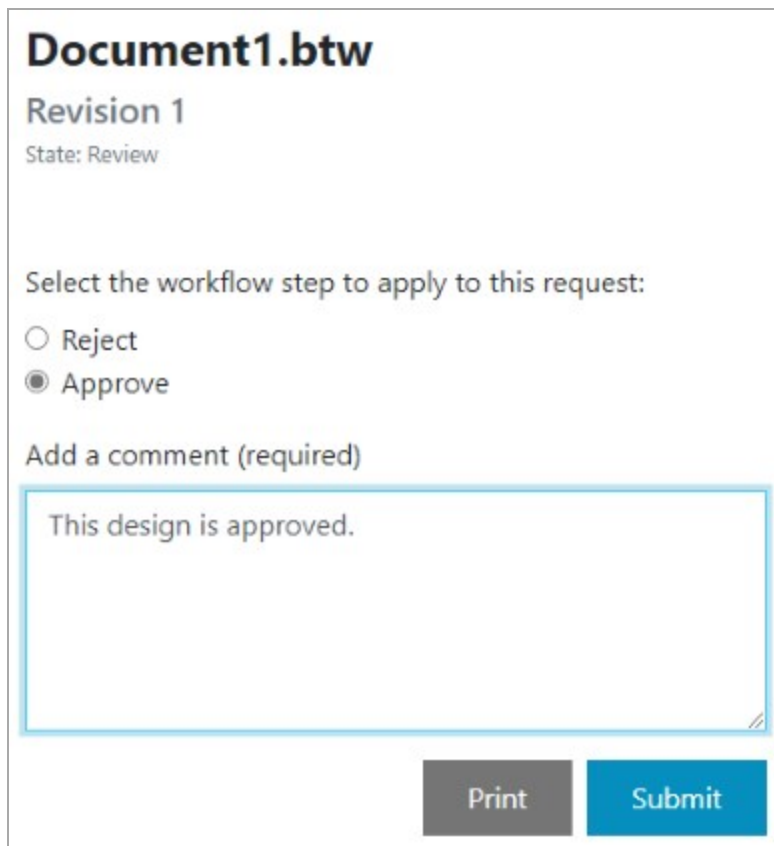 Document1.btw
Revision 1
State: Review
Select the workflow step to apply to this request:
Reject
Approve
Add a comment (required)
This design is approved.
Print
Submit